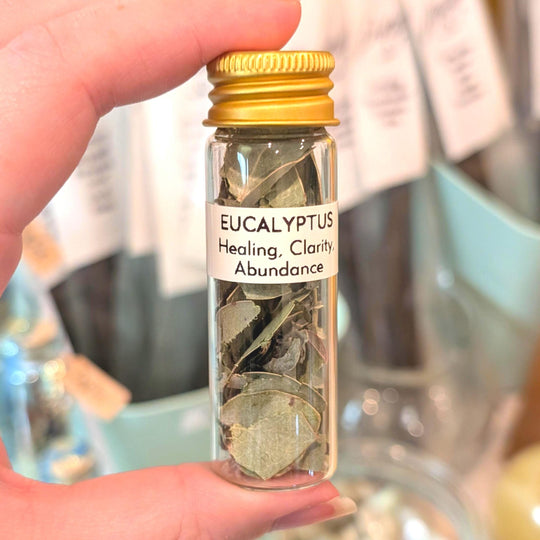 EUCALYPTUS
Healing, Clarity,
Abundance